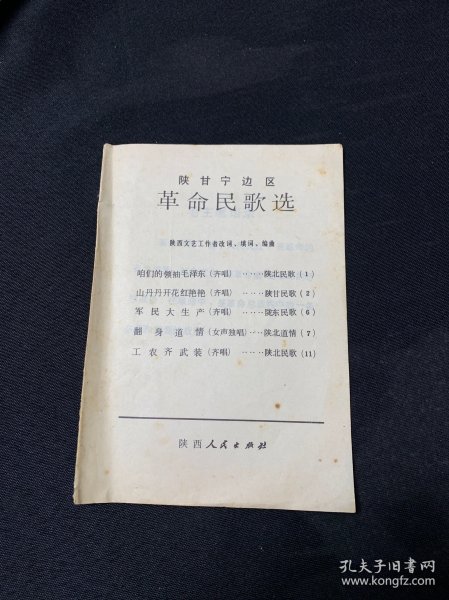 陕甘宁边区
革命民歌选
陕西文艺工作者改词、填词、编曲
咱们的领袖毛泽东(齐唱)……陕北民歌(1)
山丹丹开花红艳艳(齐唱)……陕甘民歌(2)
军民大生产(齐唱)……陇东民歌(6)
翻身道情(女声独唱)……陕北道情(7)
工农齐武装(齐唱)……陕北民歌(11)
陕西人民出版社
孔夫子旧书网
www.kongfz.com